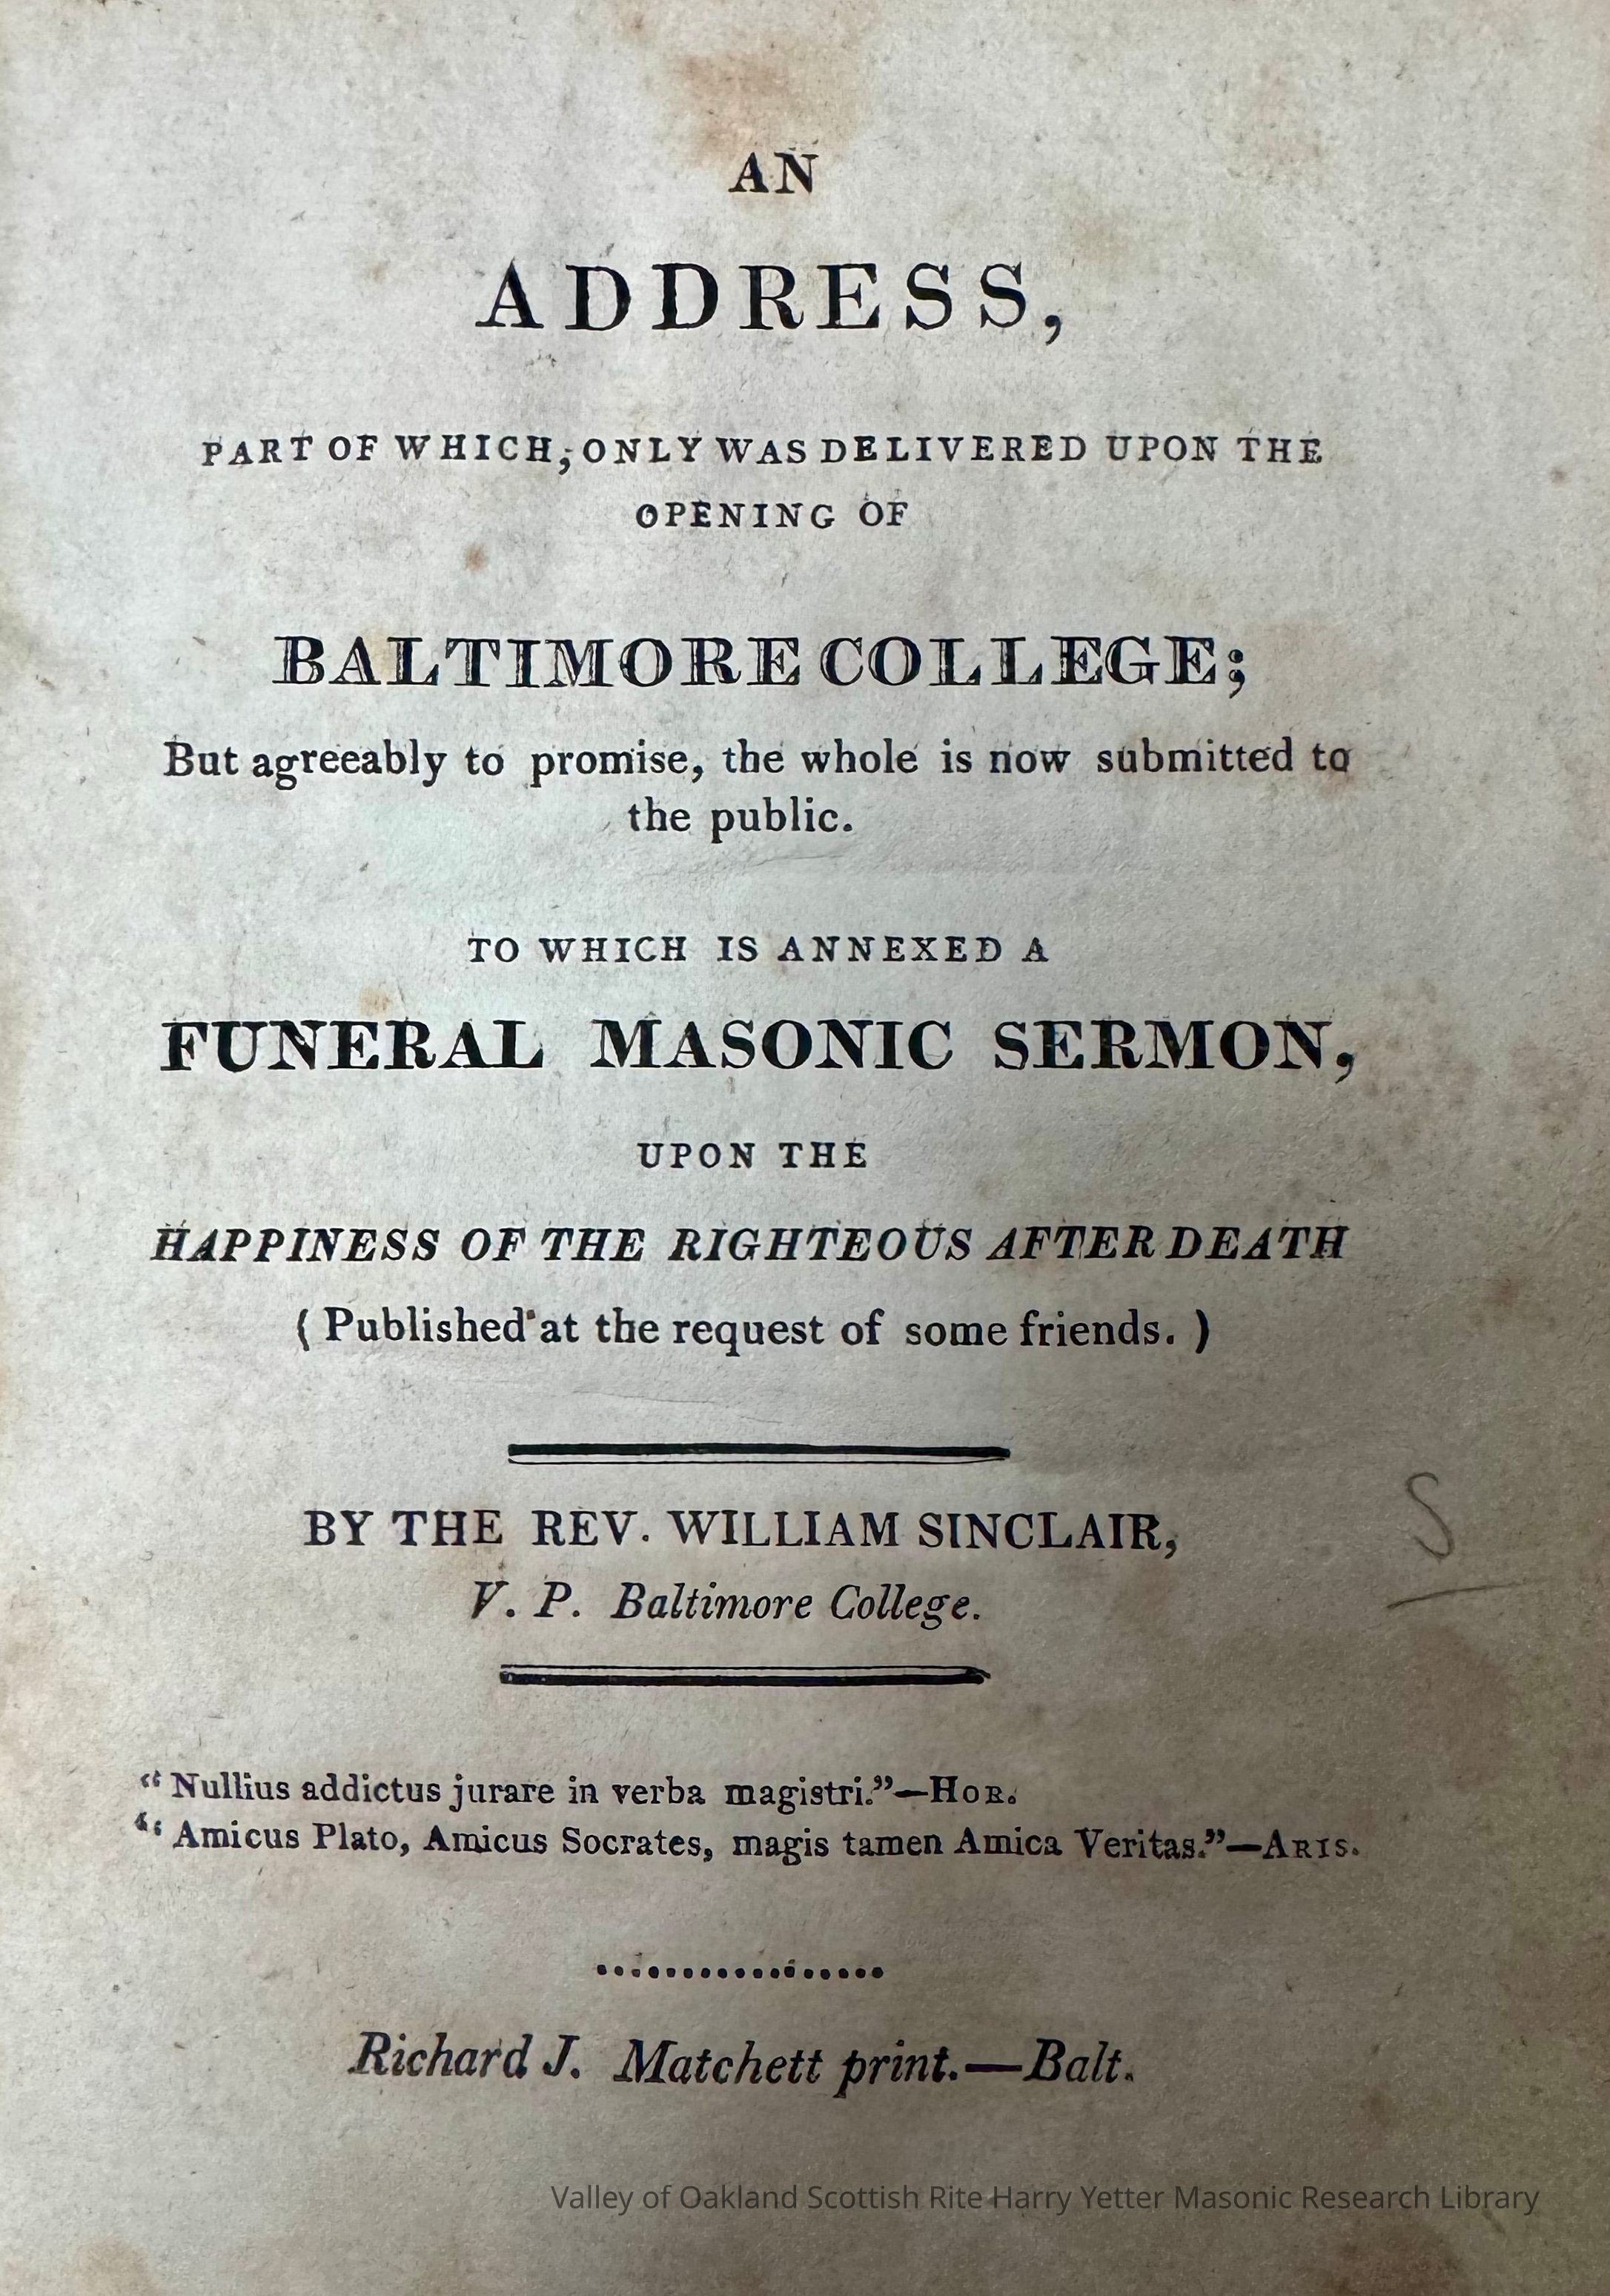 AN
ADDRESS,
PART OF WHICH, ONLY WAS DELIVERED UPON THE
OPENING OF
BALTIMORE COLLEGE;
But agreeably to promise, the whole is now submitted to
the public.
TO WHICH IS ANNEXED A
FUNERAL MASONIC SERMON,
UPON THE
HAPPINESS OF THE RIGHTEOUS AFTER DEATH
( Published at the request of some friends. )
BY THE REV. WILLIAM SINCLAIR,
S
V. P. Baltimore College.
“ Nullius addictus jurare in verba magistri.”—HOR.
“ Amicus Plato, Amicus Socrates, magis tamen Amica Veritas.”—ARIS.
Richard J. Matchett print.—Balt.
Valley of Oakland Scottish Rite Harry Yetter Masonic Research Library